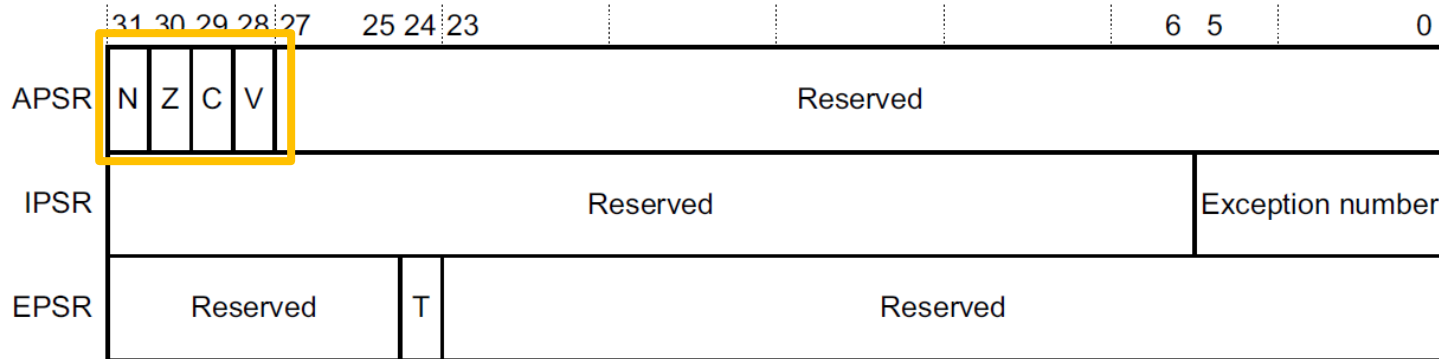 31 30 29 28 27 25 24 23 6 5 0
APSR N Z C V Reserved
IPSR Reserved Exception number
EPSR Reserved T Reserved